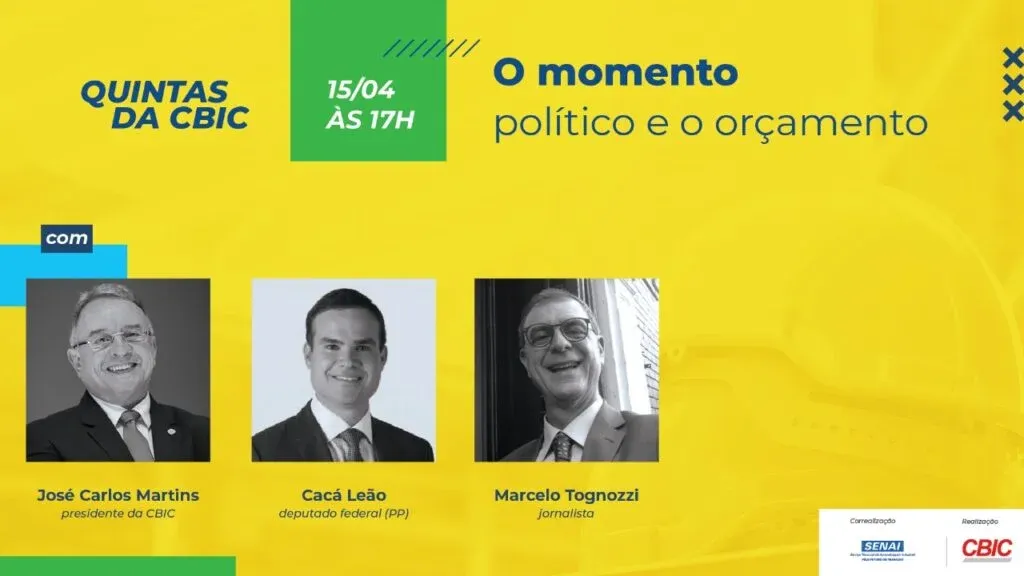 QUINTAS
DA CBIC
15/04
ÀS 17H
O momento
político e o orçamento
com
José Carlos Martins
presidente da CBIC
Cacá Leão
deputado federal (PP)
Marcelo Tognozzi
jornalista
Correalização
Realização
SENAI
CBIC